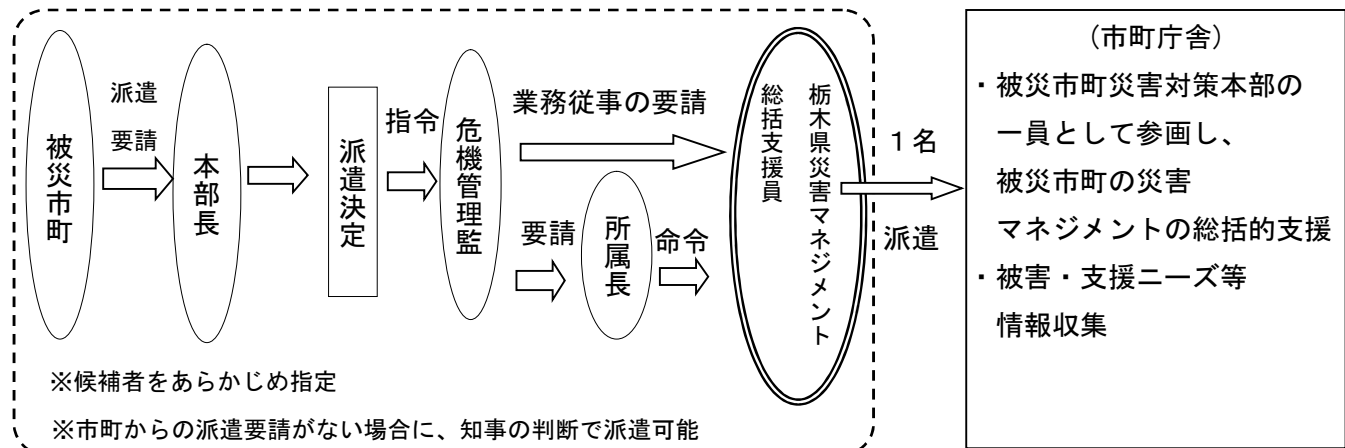 被災市町
派遣
要請
本部長
派遣決定
指令
危機管理監
業務従事の要請
要請
所属長
命令
栃木県災害マネジメント
総括支援員
１名
派遣
（市町庁舎）
・被災市町災害対策本部の
一員として参画し、
被災市町の災害
マネジメントの総括的支援
・被害・支援ニーズ等
情報収集
※候補者をあらかじめ指定
※市町からの派遣要請がない場合に、知事の判断で派遣可能